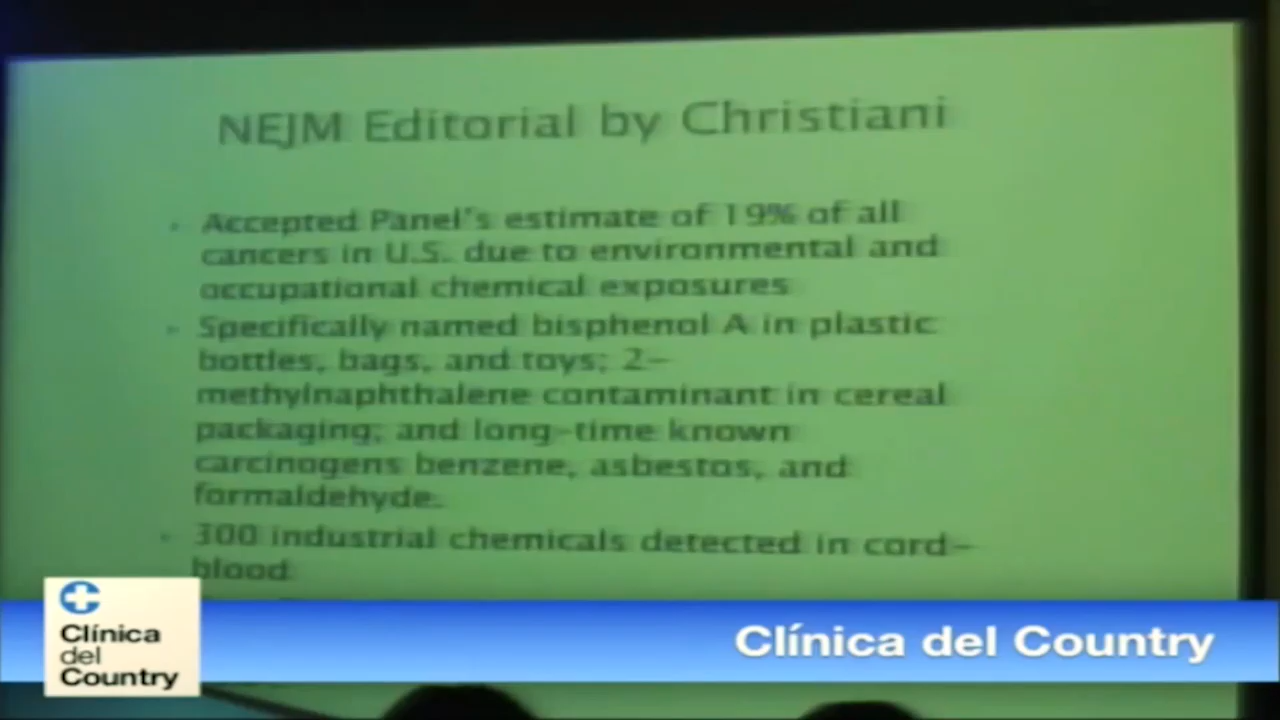 NEJM Editorial by Christiani
Accepted Panel's estimate of 19% of all
cancers in U.S. due to environmental and
occupational chemical exposures
Specifically named bisphenol A in plastic
bottles, bags, and toys; 2-
methylnaphthalene contaminant in cereal
packaging; and long-time known
carcinogens benzene, asbestos, and
formaldehyde.
300 industrial chemicals detected in cord-
blood
Clínica
del
Country
Clínica del Country